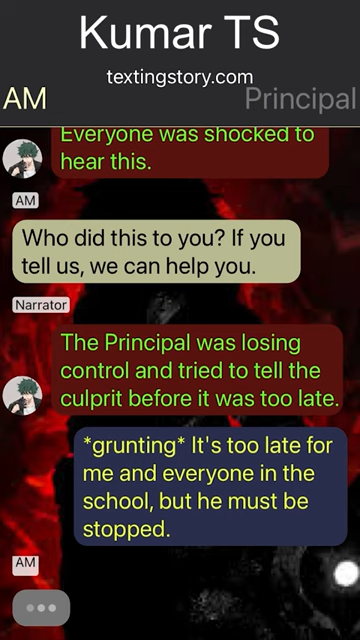 Kumar TS
textingstory.com
AM
Principal
Everyone was shocked to
hear this.
AM
Who did this to you? If you
tell us, we can help you.
Narrator
The Principal was losing
control and tried to tell the
culprit before it was too late.
*grunting* It's too late for
me and everyone in the
school, but he must be
stopped.
AM